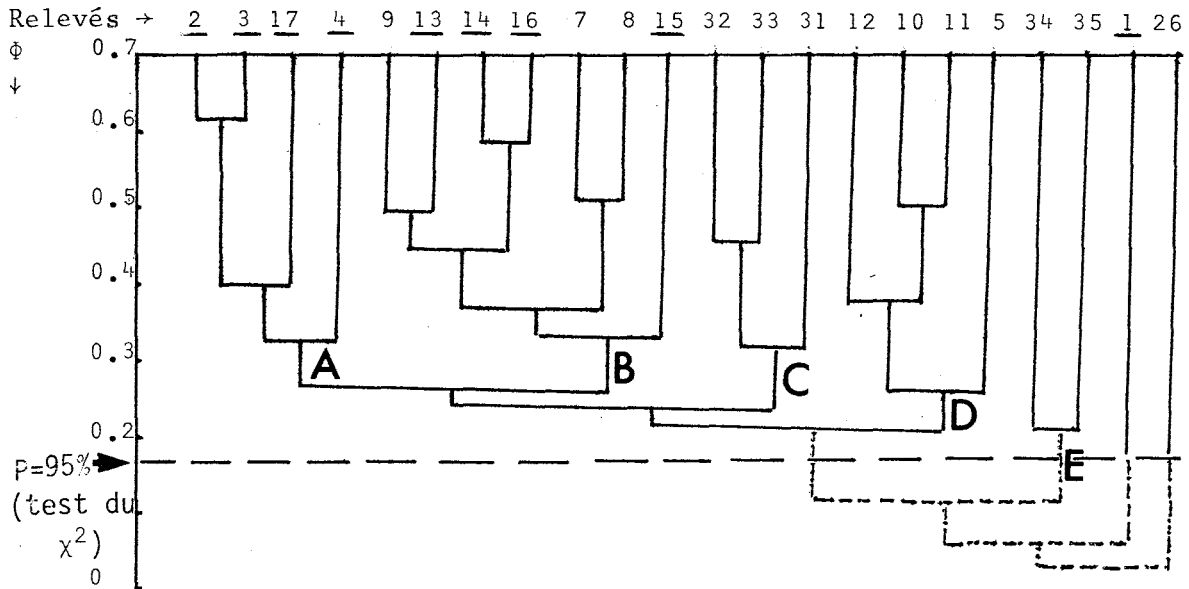 Relevés → 2 3 17 4 9 13 14 16 7 8 15 32 33 31 12 10 11 5 34 35 1 26
Φ
↓
0.7
0.6
0.5
0.4
0.3
A
B
C
D
0.2
p=95%
E
(test du
χ²)
0